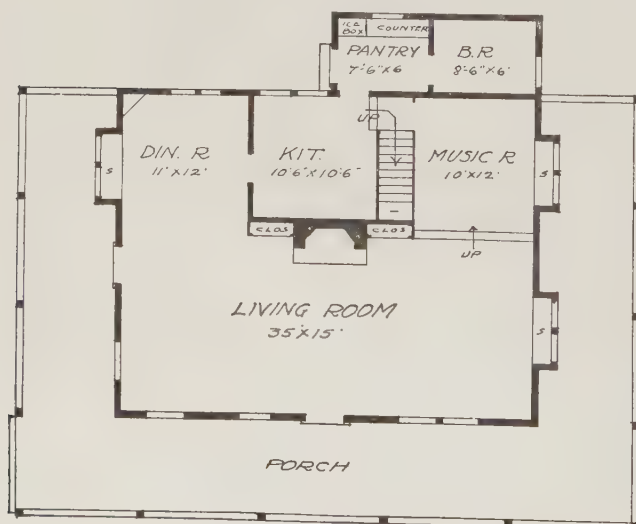 ICE
BOX
COUNTER
PANTRY
7'-6"X6'
B.R
8'-6"X6'
DIN. R
11'X12'
KIT.
10'6"X10'6"
UP
MUSIC R
10'X12'
S
S
CLOS
CLOS
UP
LIVING ROOM
35'X15'
S
PORCH